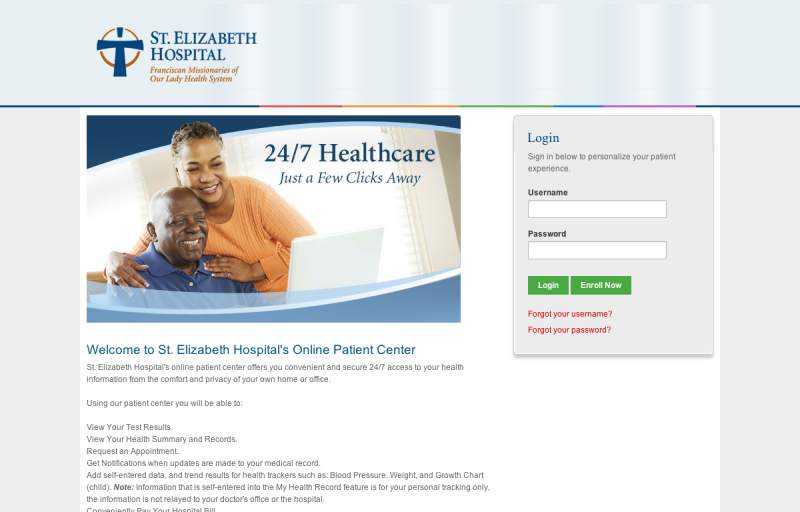 ST. ELIZABETH
HOSPITAL
Franciscan Missionaries of
Our Lady Health System
24/7 Healthcare
Just a Few Clicks Away
Login
Sign in below to personalize your patient
experience.
Username
Password
Login
Enroll Now
Forgot your username?
Forgot your password?
Welcome to St. Elizabeth Hospital's Online Patient Center
St. Elizabeth Hospital's online patient center offers you convenient and secure 24/7 access to your health
information from the comfort and privacy of your own home or office.
Using our patient center you will be able to:
View Your Test Results.
View Your Health Summary and Records.
Request an Appointment.
Get Notifications when updates are made to your medical record.
Add self-entered data, and trend results for health trackers such as: Blood Pressure, Weight, and Growth Chart
(child). Note: Information that is self-entered into the My Health Record feature is for your personal tracking only,
the information is not relayed to your doctor's office or the hospital.
Conveniently Pay Your Hospital Bill.